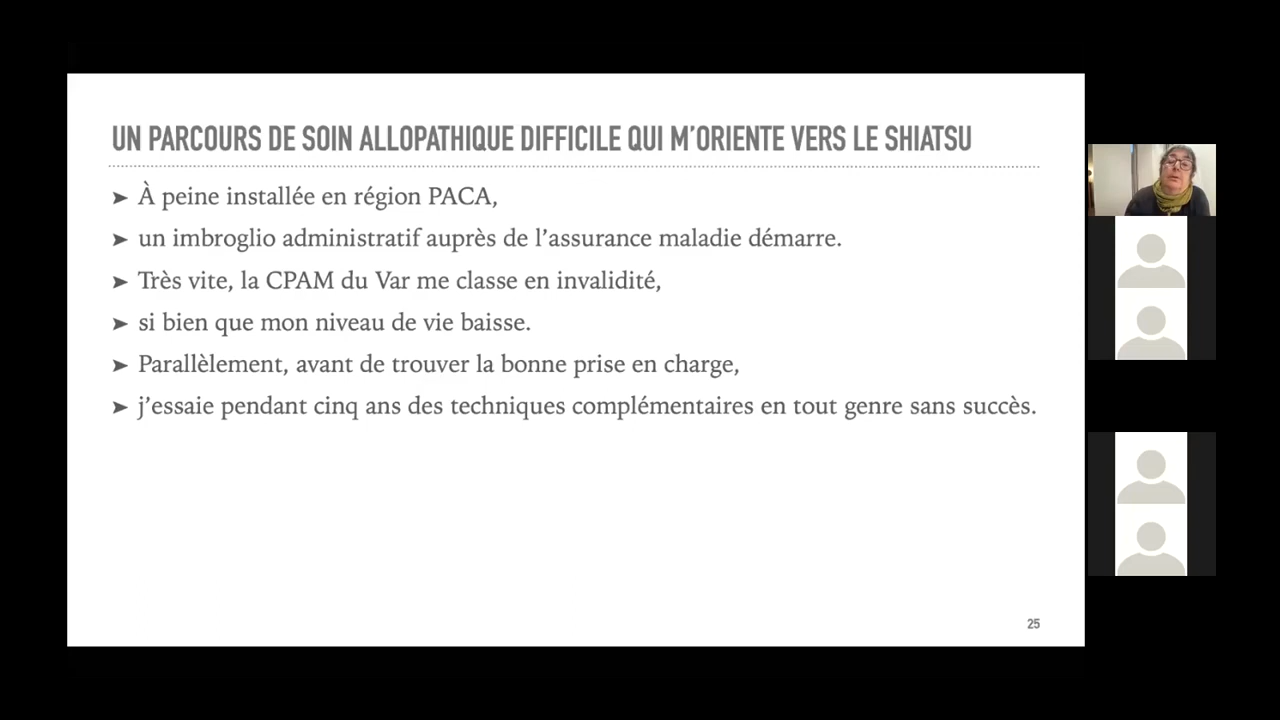 UN PARCOURS DE SOIN ALLOPATHIQUE DIFFICILE QUI M’ORIENTE VERS LE SHIATSU
➤ À peine installée en région PACA,
➤ un imbroglio administratif auprès de l’assurance maladie démarre.
➤ Très vite, la CPAM du Var me classe en invalidité,
➤ si bien que mon niveau de vie baisse.
➤ Parallèlement, avant de trouver la bonne prise en charge,
➤ j’essaie pendant cinq ans des techniques complémentaires en tout genre sans succès.
25